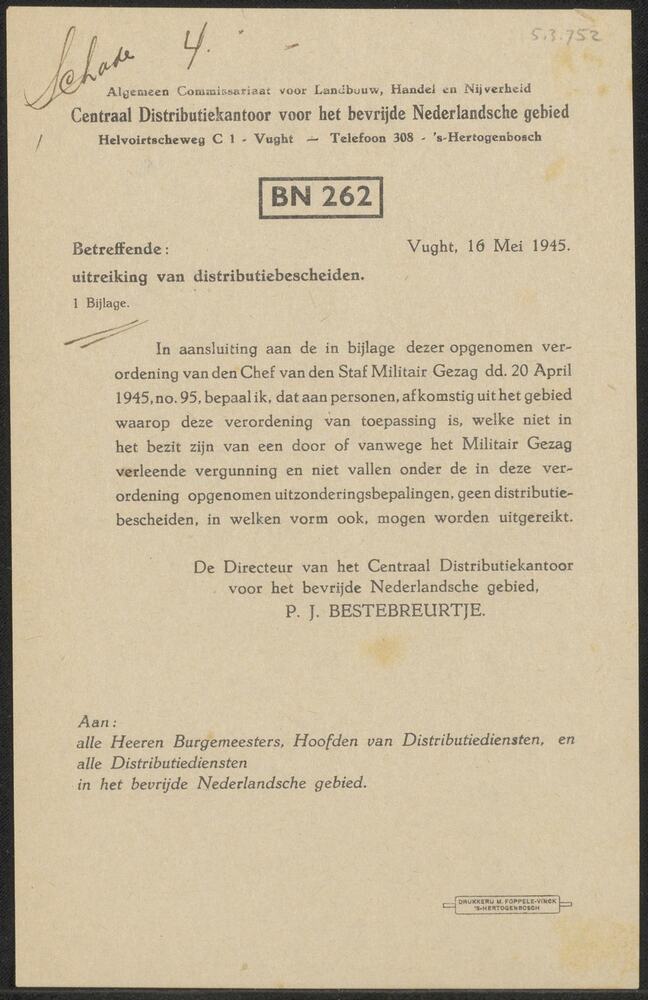 Schade 4.
5.3.752
Algemeen Commissariaat voor Landbouw, Handel en Nijverheid
Centraal Distributiekantoor voor het bevrijde Nederlandsche gebied
Helvoirtscheweg C 1 - Vught — Telefoon 308 - 's-Hertogenbosch
BN 262
Betreffende: Vught, 16 Mei 1945.
uitreiking van distributiebescheiden.
1 Bijlage.
In aansluiting aan de in bijlage dezer opgenomen ver-
ordening van den Chef van den Staf Militair Gezag dd. 20 April
1945, no. 95, bepaal ik, dat aan personen, afkomstig uit het gebied
waarop deze verordening van toepassing is, welke niet in
het bezit zijn van een door of vanwege het Militair Gezag
verleende vergunning en niet vallen onder de in deze ver-
ordening opgenomen uitzonderingsbepalingen, geen distributie-
bescheiden, in welken vorm ook, mogen worden uitgereikt.
De Directeur van het Centraal Distributiekantoor
voor het bevrijde Nederlandsche gebied,
P. J. BESTEBREURTJE.
Aan:
alle Heeren Burgemeesters, Hoofden van Distributiediensten, en
alle Distributiediensten
in het bevrijde Nederlandsche gebied.
DRUKKERIJ M. FOPPELE-VINCK
'S-HERTOGENBOSCH